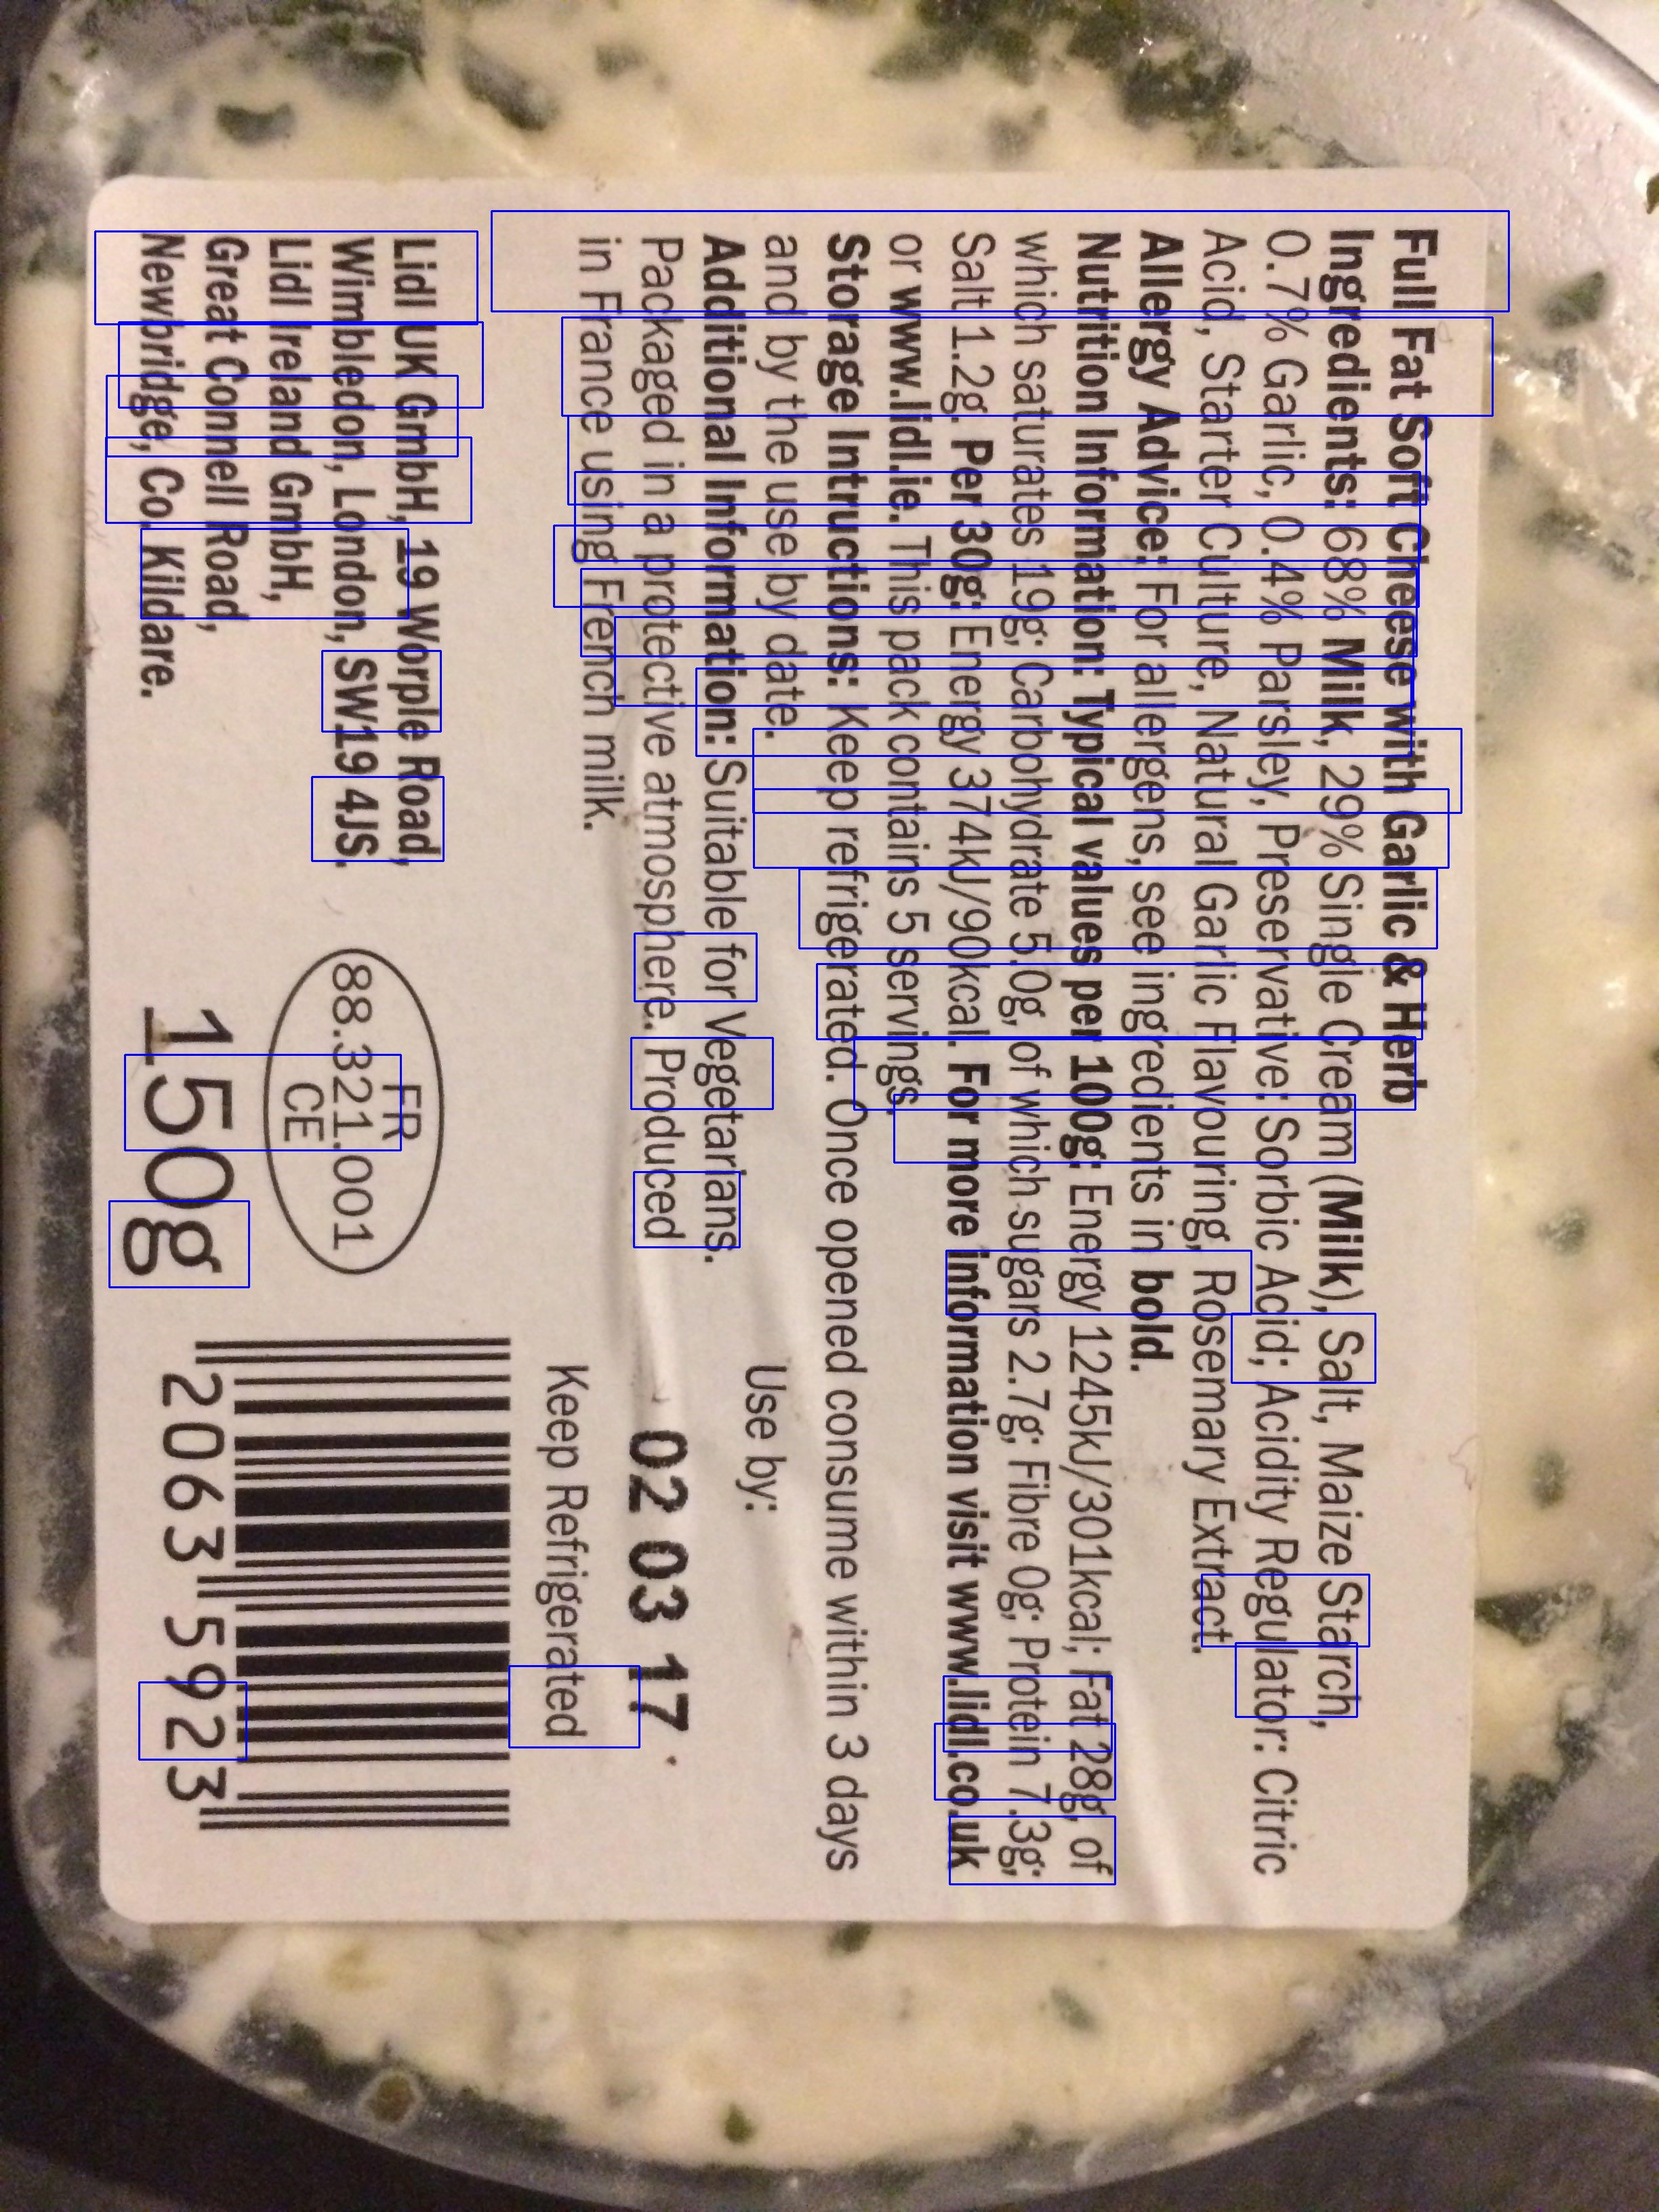 Full Fat Soft Cheese with Garlic & Herb
Ingredients: 68% Milk, 29% Single Cream (Milk), Salt, Maize Starch,
0.7% Garlic, 0.4% Parsley, Preservative: Sorbic Acid; Acidity Regulator: Citric
Acid, Starter Culture, Natural Garlic Flavouring, Rosemary Extract.
Allergy Advice: For allergens, see ingredients in bold.
Nutrition Information: Typical values per 100g: Energy 1245kJ/301kcal; Fat 28g, of
which saturates 19g; Carbohydrate 5.0g, of which sugars 2.7g; Fibre 0g; Protein 7.3g;
Salt 1.2g. Per 30g: Energy 374kJ/90kcal. For more information visit www.lidl.co.uk
or www.lidl.ie. This pack contains 5 servings.
Storage Intructions: Keep refrigerated. Once opened consume within 3 days
and by the use by date.
Additional Information: Suitable for Vegetarians.
Packaged in a protective atmosphere. Produced
in France using French milk.
Use by:
02 03 17
Keep Refrigerated
Lidl UK GmbH, 19 Worple Road,
Wimbledon, London, SW19 4JS.
Lidl Ireland GmbH,
Great Connell Road,
Newbridge, Co. Kildare.
FR
88.321.001
CE
150g
2063 5923